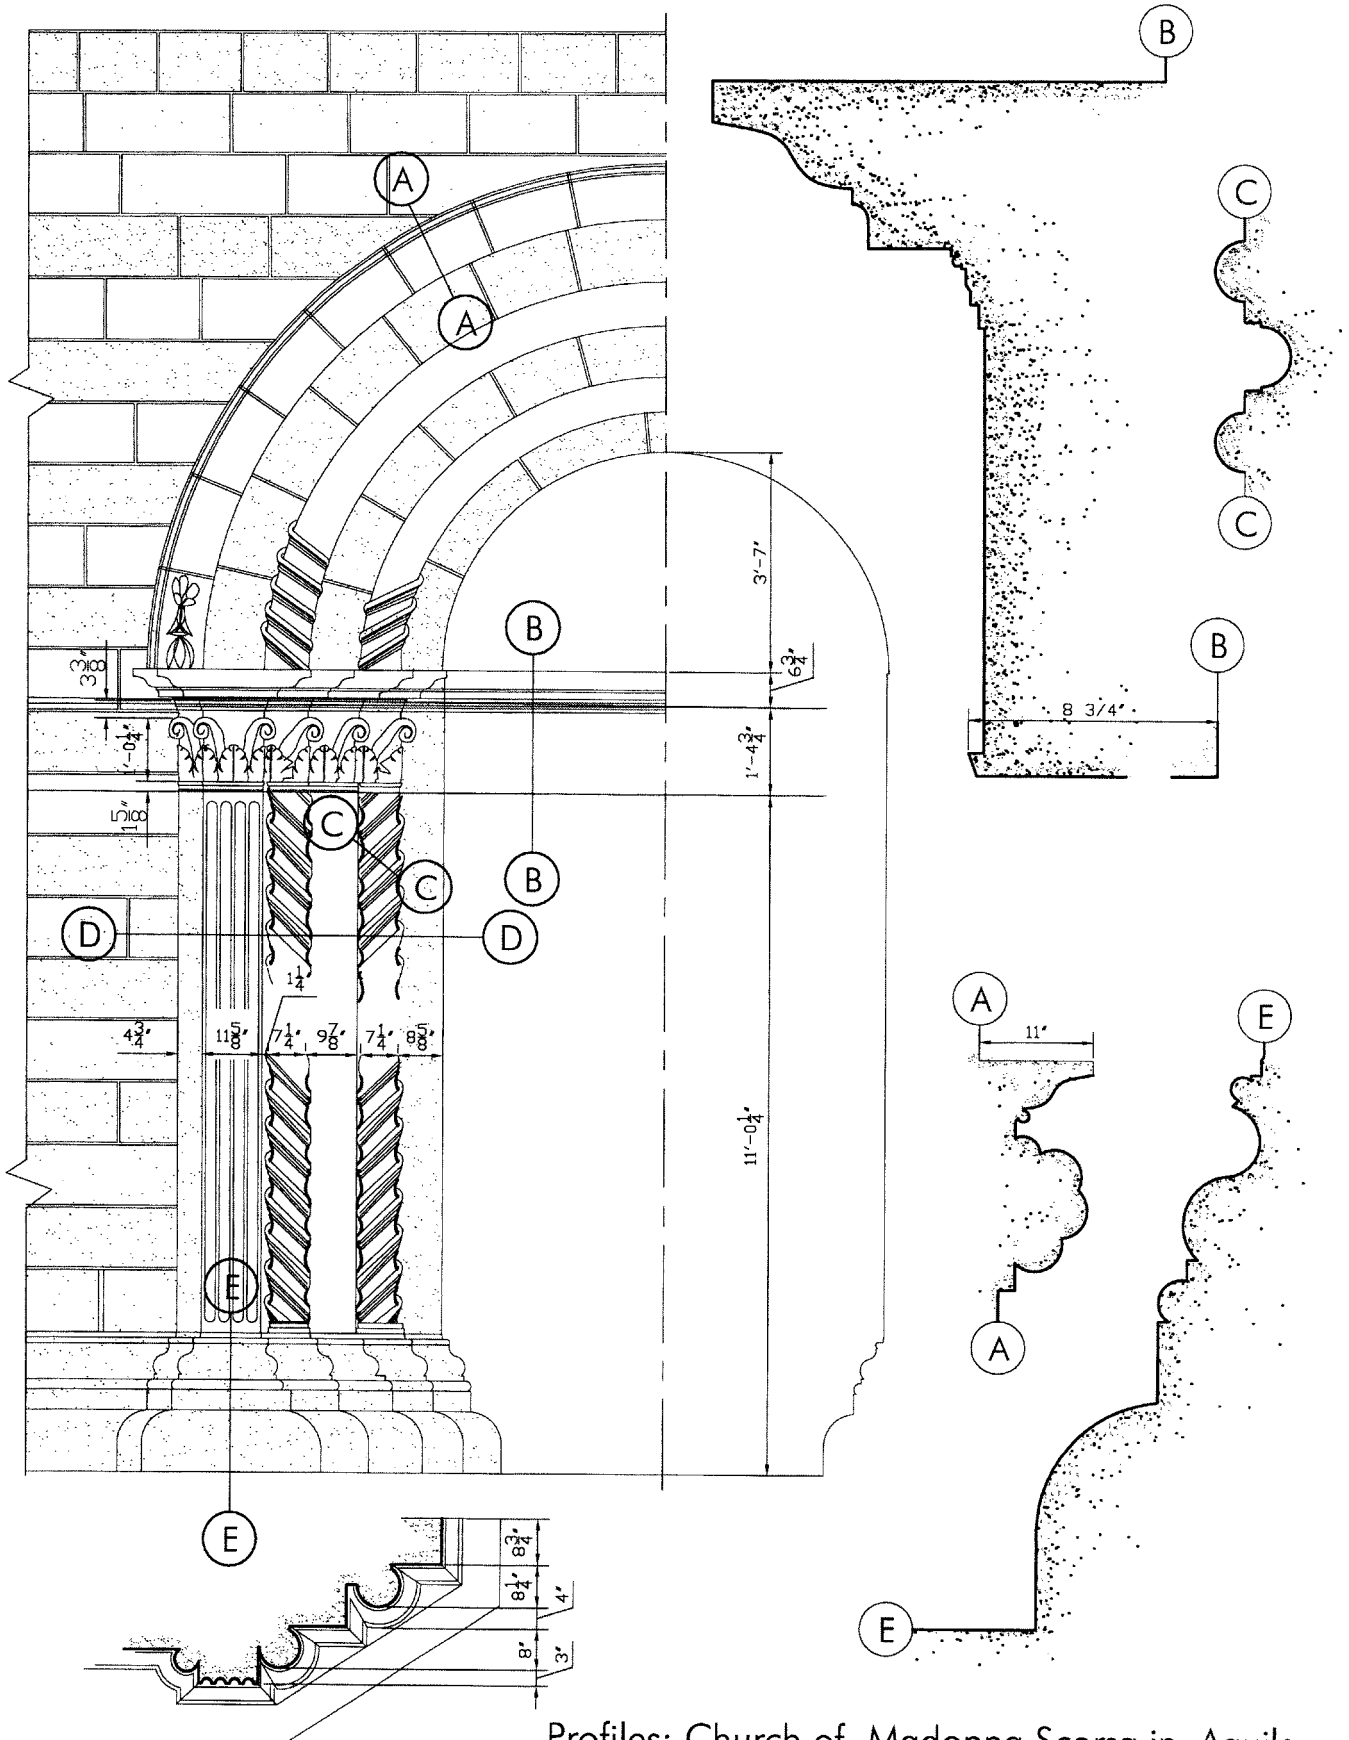 B
A
C
A
C
3'-7"
B
B
3 3/8"
6 3/4"
8 3/4"
1'-0 1/4"
1'-4 3/4"
1 5/8"
C
B
C
D
D
1 1/4
A
E
4 3/4"
11 5/8"
7 1/4"
9 7/8"
7 1/4"
8 5/8"
11"
11'-0 1/4"
E
A
E
8 3/4"
8 1/4"
4"
E
8"
3"
Profiles: Church of Madonna Scarsa in Aquila